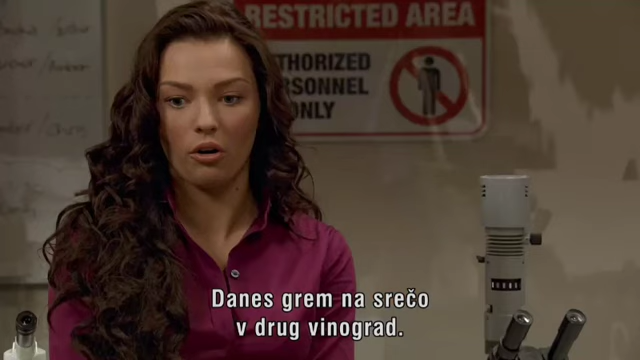 RESTRICTED AREA
THORIZED
RSONNEL
ONLY
Danes grem na srečo
v drug vinograd.